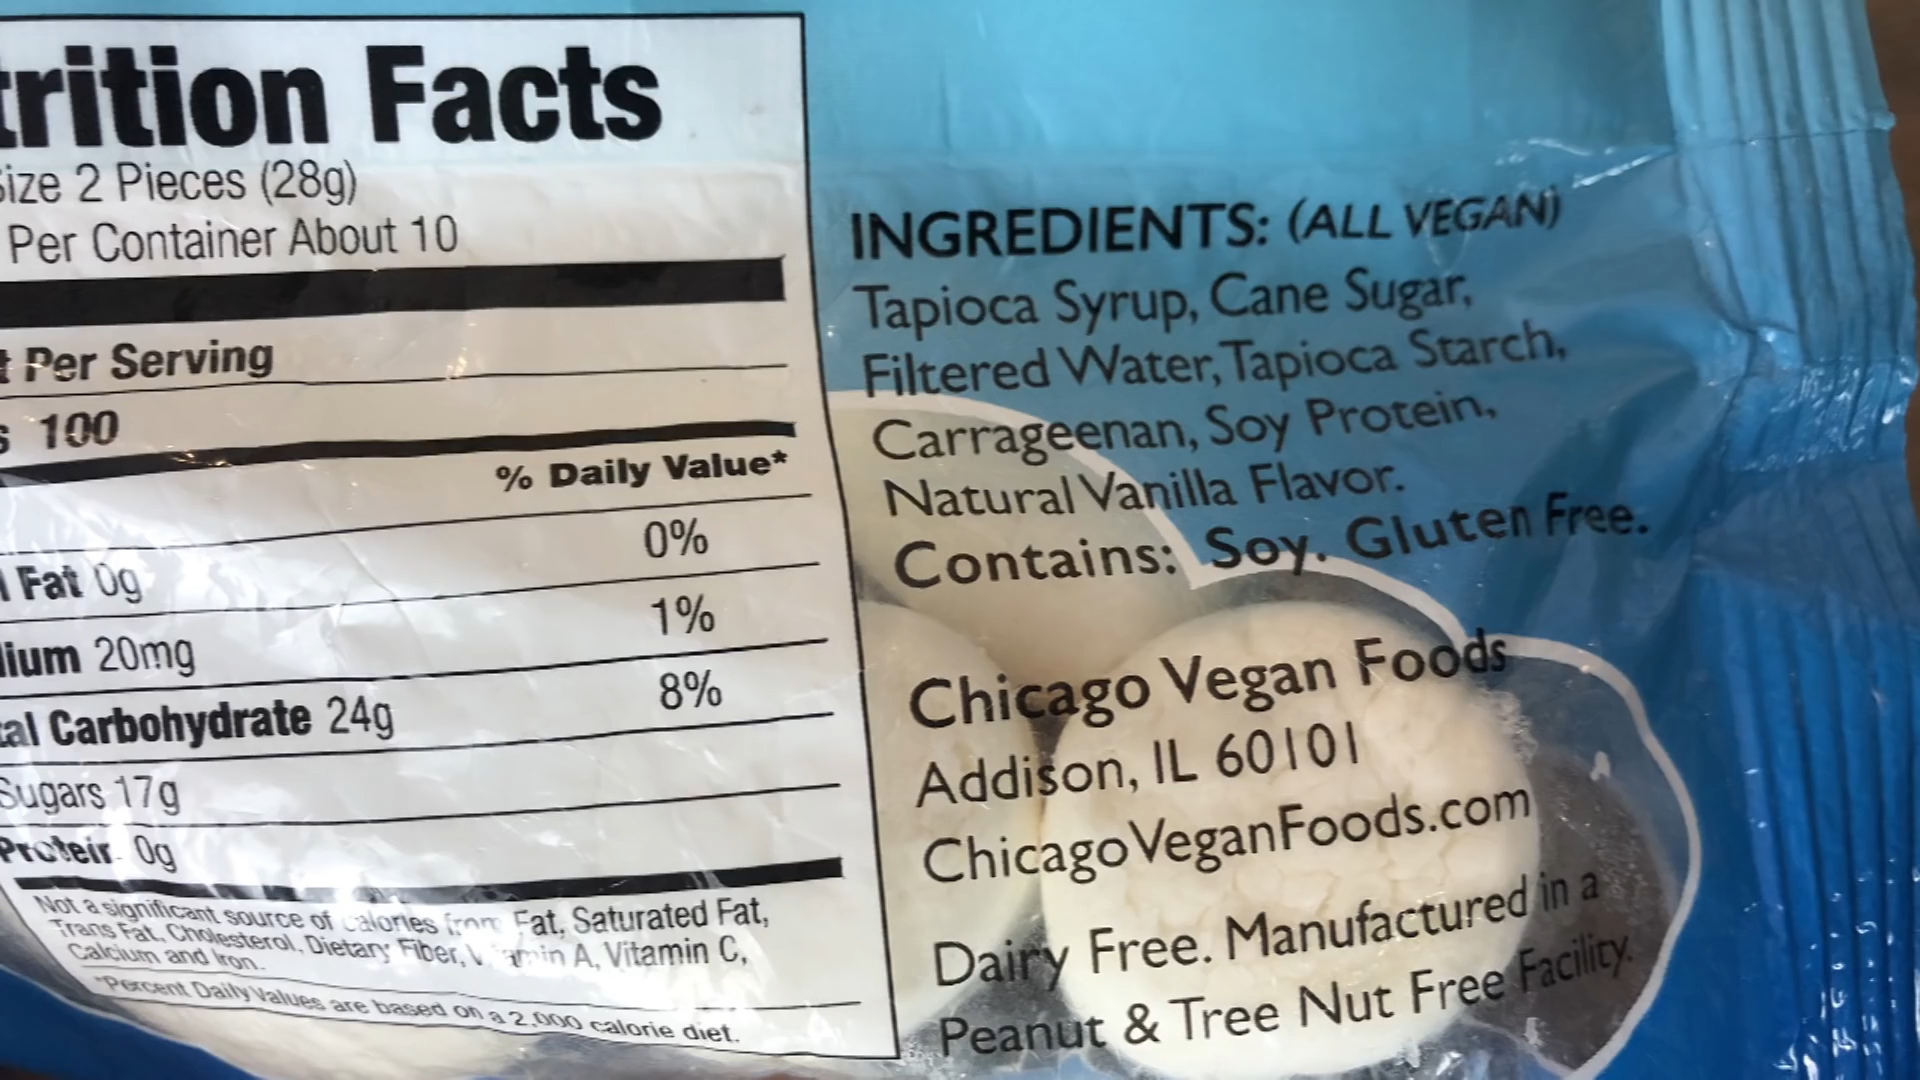 trition Facts
Size 2 Pieces (28g)
Per Container About 10
t Per Serving
s 100
% Daily Value*
l Fat 0g 0%
dium 20mg 1%
tal Carbohydrate 24g 8%
Sugars 17g
Protein 0g
Not a significant source of calories from Fat, Saturated Fat,
Trans Fat, Cholesterol, Dietary Fiber, Vitamin A, Vitamin C,
Calcium and Iron.
*Percent Daily Values are based on a 2,000 calorie diet.
INGREDIENTS: (ALL VEGAN)
Tapioca Syrup, Cane Sugar,
Filtered Water, Tapioca Starch,
Carrageenan, Soy Protein,
Natural Vanilla Flavor.
Contains: Soy. Gluten Free.
Chicago Vegan Foods
Addison, IL 60101
ChicagoVeganFoods.com
Dairy Free. Manufactured in a
Peanut & Tree Nut Free Facility.